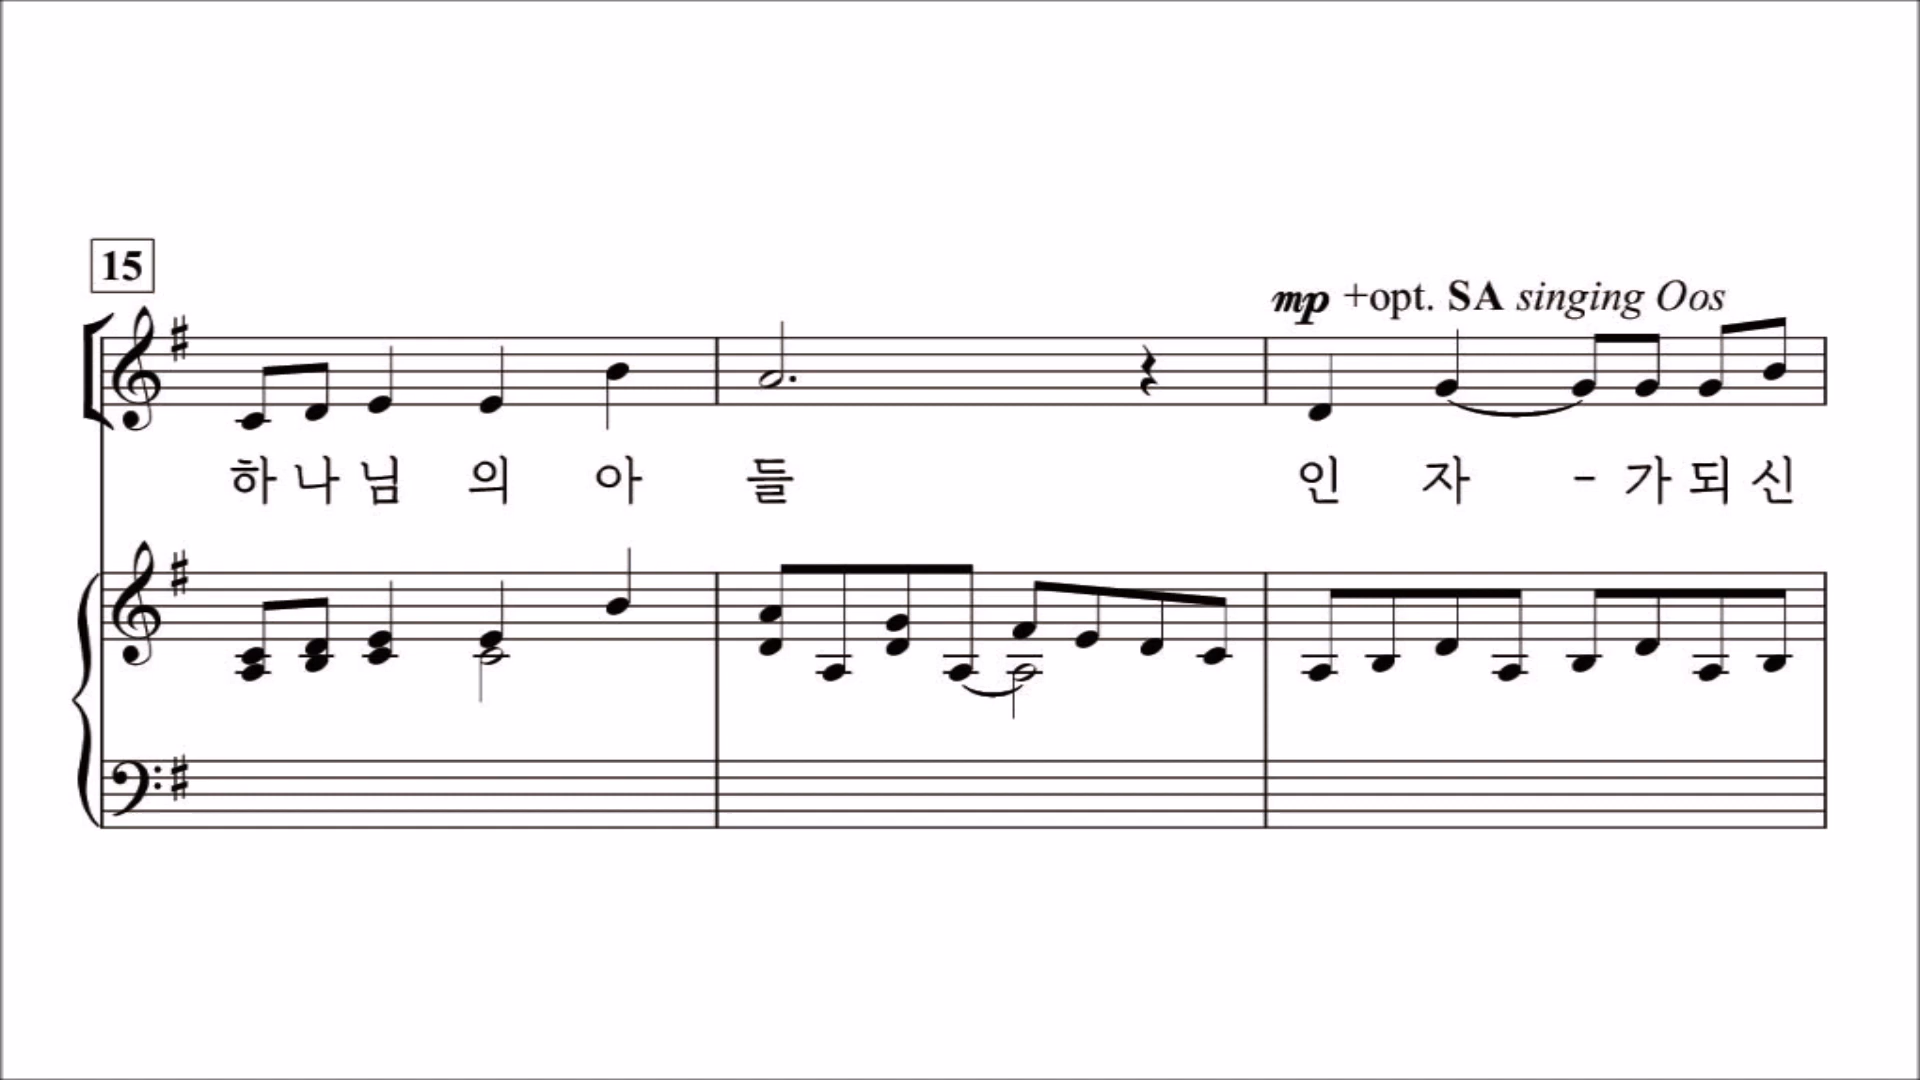 15
mp +opt. SA singing Oos
하 나 님 의 아 들 인 자 - 가 되 신